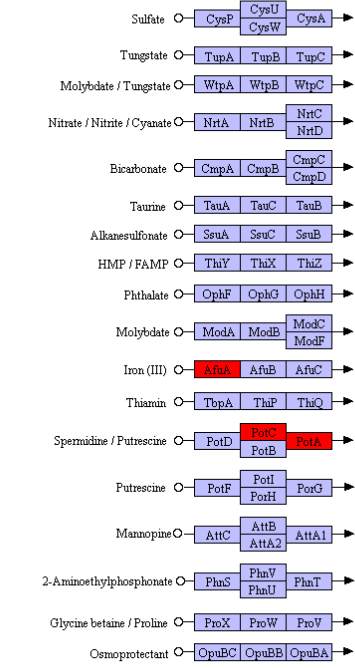 Sulfate CysP CysU CysW CysA
Tungstate TupA TupB TupC
Molybdate / Tungstate WtpA WtpB WtpC
Nitrate / Nitrite / Cyanate NrtA NrtB NrtC NrtD
Bicarbonate CmpA CmpB CmpC CmpD
Taurine TauA TauC TauB
Alkanesulfonate SsuA SsuC SsuB
HMP / FAMP ThiY ThiX ThiZ
Phthalate OphF OphG OphH
Molybdate ModA ModB ModC ModF
Iron (III) AfuA AfuB AfuC
Thiamin TbpA ThiP ThiQ
Spermidine / Putrescine PotD PotC PotB PotA
Putrescine PotF PotI PorH PorG
Mannopine AttC AttB AttA2 AttA1
2-Aminoethylphosphonate PhnS PhnV PhnU PhnT
Glycine betaine / Proline ProX ProW ProV
Osmoprotectant OpuBC OpuBB OpuBA